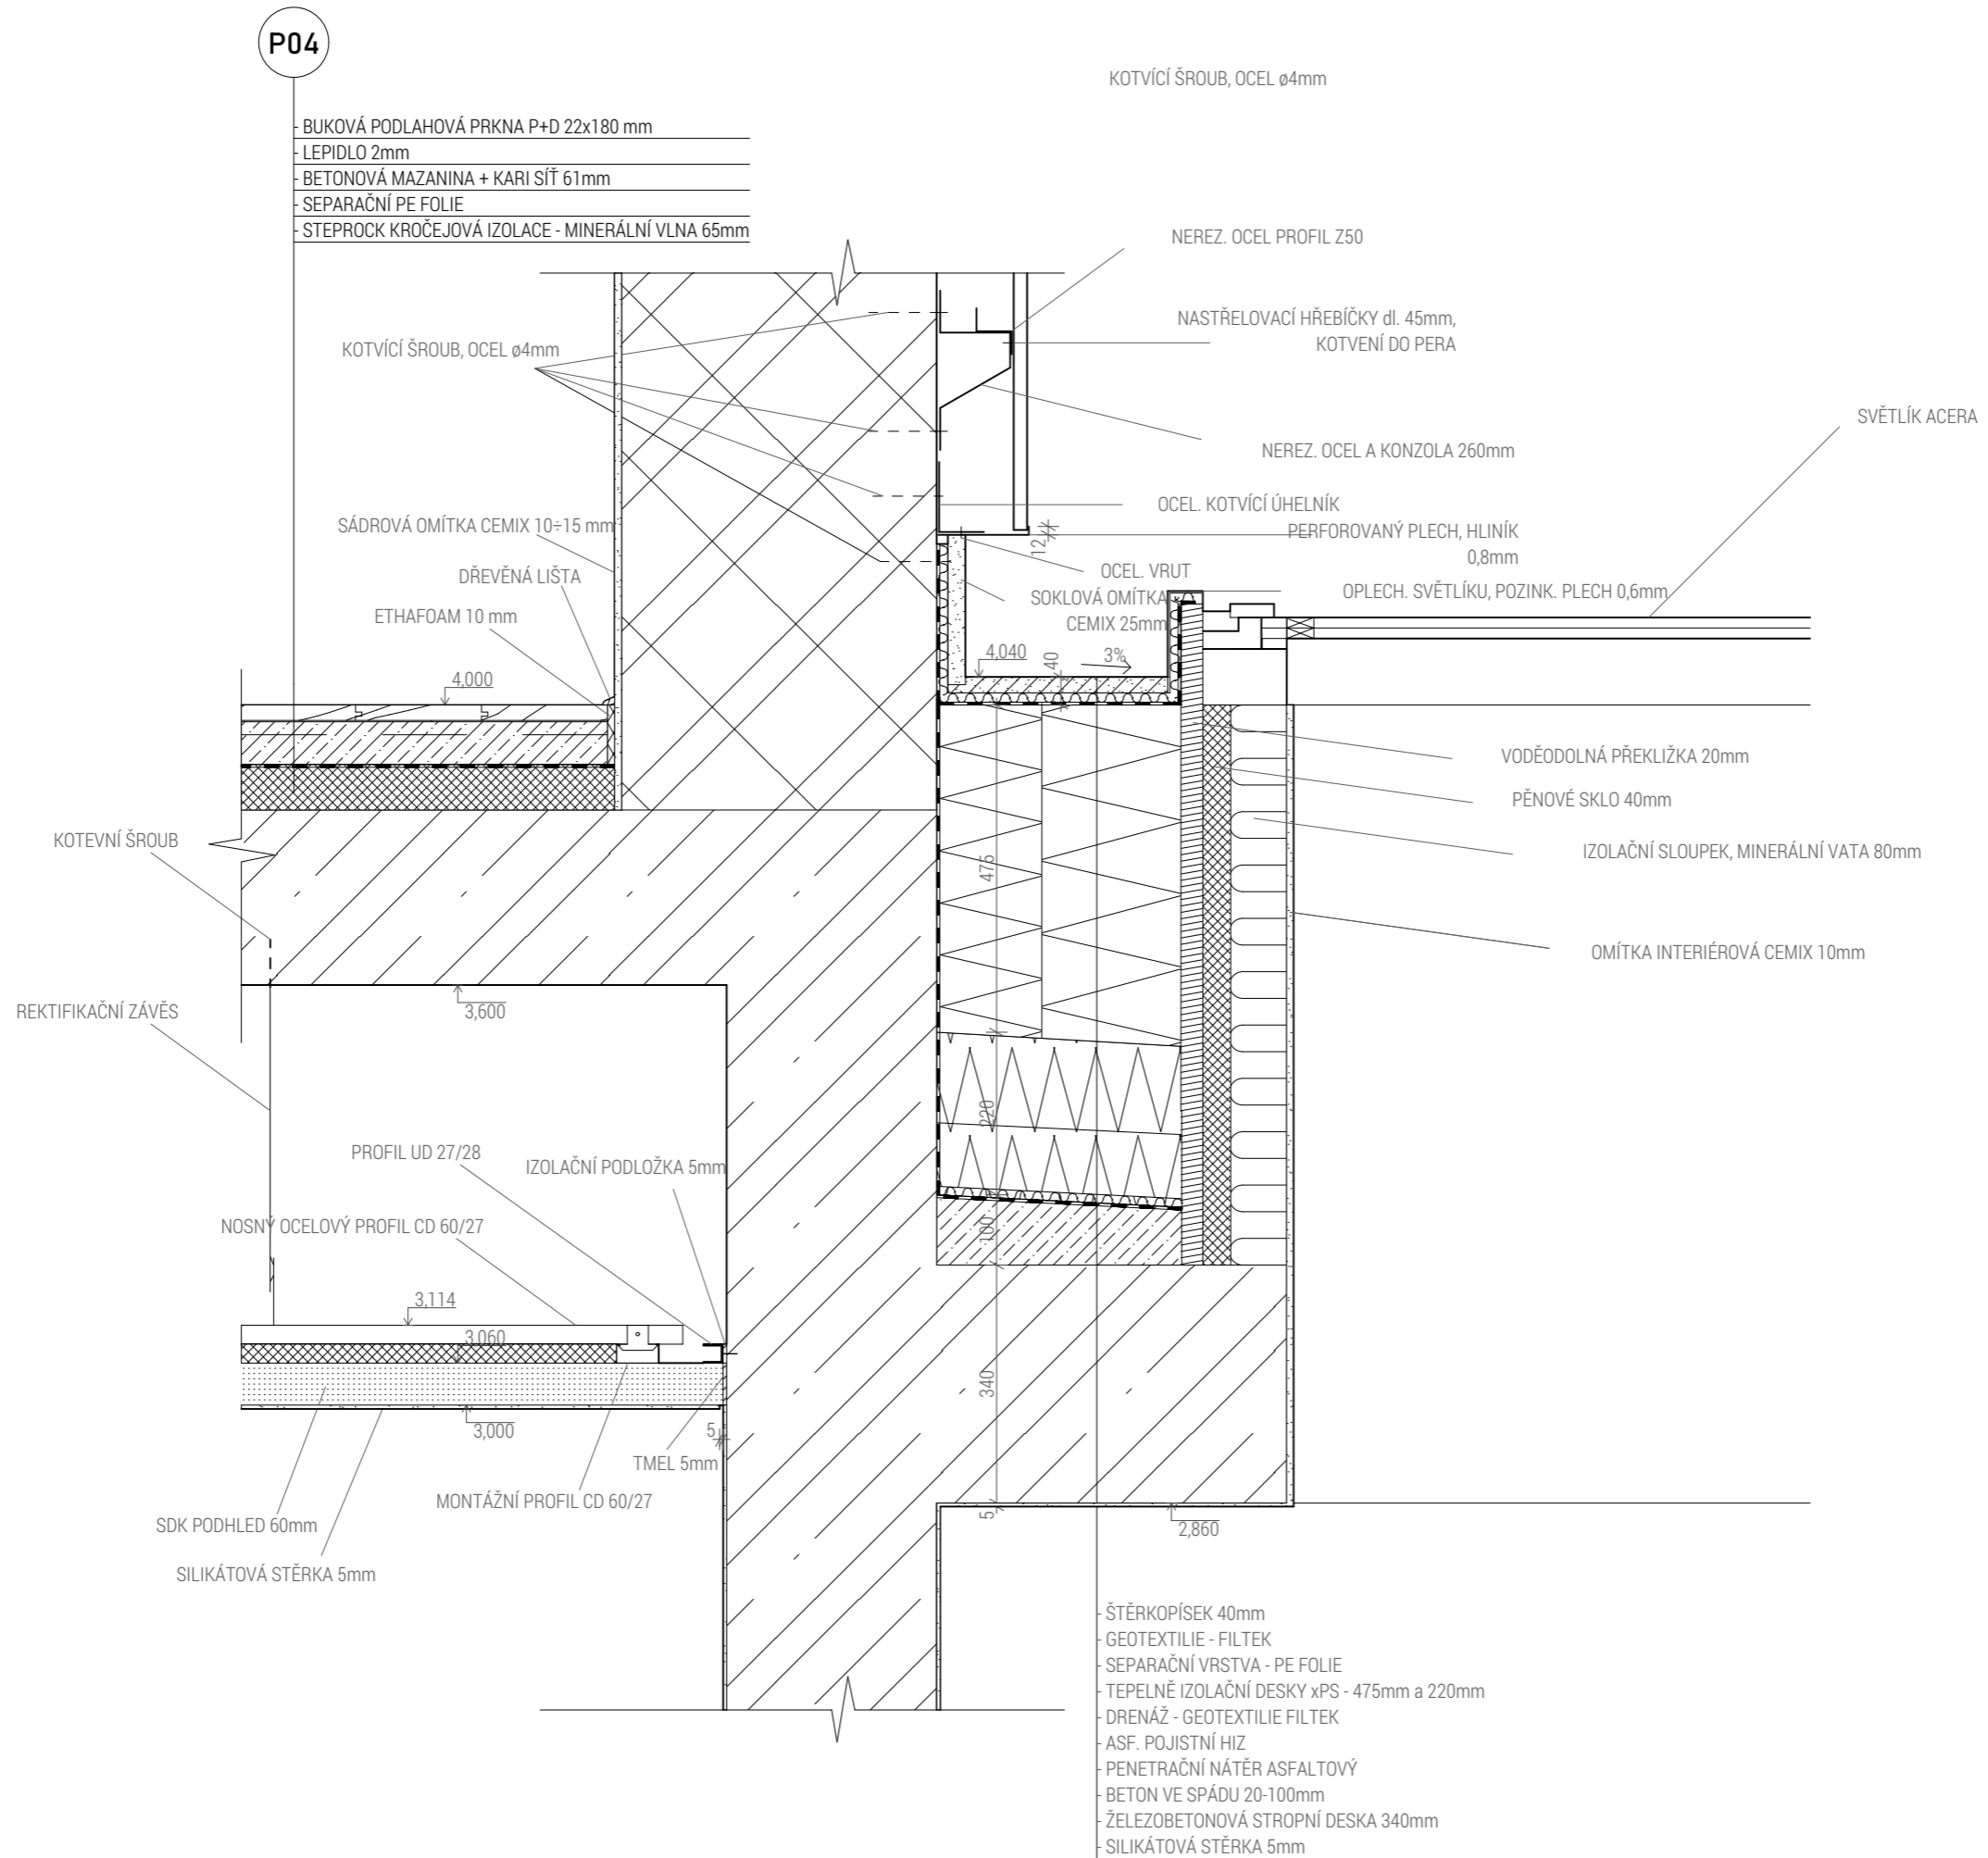 P04
KOTVÍCÍ ŠROUB, OCEL ø4mm
- BUKOVÁ PODLAHOVÁ PRKNA P+D 22x180 mm
- LEPIDLO 2mm
- BETONOVÁ MAZANINA + KARI SÍŤ 61mm
- SEPARAČNÍ PE FOLIE
- STEPROCK KROČEJOVÁ IZOLACE - MINERÁLNÍ VLNA 65mm
NEREZ. OCEL PROFIL Z50
NASTŘELOVACÍ HŘEBÍČKY dl. 45mm,
KOTVENÍ DO PERA
KOTVÍCÍ ŠROUB, OCEL ø4mm
SVĚTLÍK ACERA
NEREZ. OCEL A KONZOLA 260mm
OCEL. KOTVÍCÍ ÚHELNÍK
SÁDROVÁ OMÍTKA CEMIX 10÷15 mm
PERFOROVANÝ PLECH, HLINÍK
0,8mm
12
DŘEVĚNÁ LIŠTA
OCEL. VRUT
OPLECH. SVĚTLÍKU, POZINK. PLECH 0,6mm
SOKLOVÁ OMÍTKA
CEMIX 25mm
ETHAFOAM 10 mm
4,040
40
3%
4,000
VODĚODOLNÁ PŘEKLIŽKA 20mm
PĚNOVÉ SKLO 40mm
KOTEVNÍ ŠROUB
IZOLAČNÍ SLOUPEK, MINERÁLNÍ VATA 80mm
475
OMÍTKA INTERIÉROVÁ CEMIX 10mm
REKTIFIKAČNÍ ZÁVĚS
3,600
220
PROFIL UD 27/28
IZOLAČNÍ PODLOŽKA 5mm
NOSNÝ OCELOVÝ PROFIL CD 60/27
100
3,114
3,060
340
3,000
5
TMEL 5mm
MONTÁŽNÍ PROFIL CD 60/27
5
SDK PODHLED 60mm
2,860
SILIKÁTOVÁ STĚRKA 5mm
- ŠTĚRKOPÍSEK 40mm
- GEOTEXTILIE - FILTEK
- SEPARAČNÍ VRSTVA - PE FOLIE
- TEPELNĚ IZOLAČNÍ DESKY xPS - 475mm a 220mm
- DRENÁŽ - GEOTEXTILIE FILTEK
- ASF. POJISTNÍ HIZ
- PENETRAČNÍ NÁTĚR ASFALTOVÝ
- BETON VE SPÁDU 20-100mm
- ŽELEZOBETONOVÁ STROPNÍ DESKA 340mm
- SILIKÁTOVÁ STĚRKA 5mm